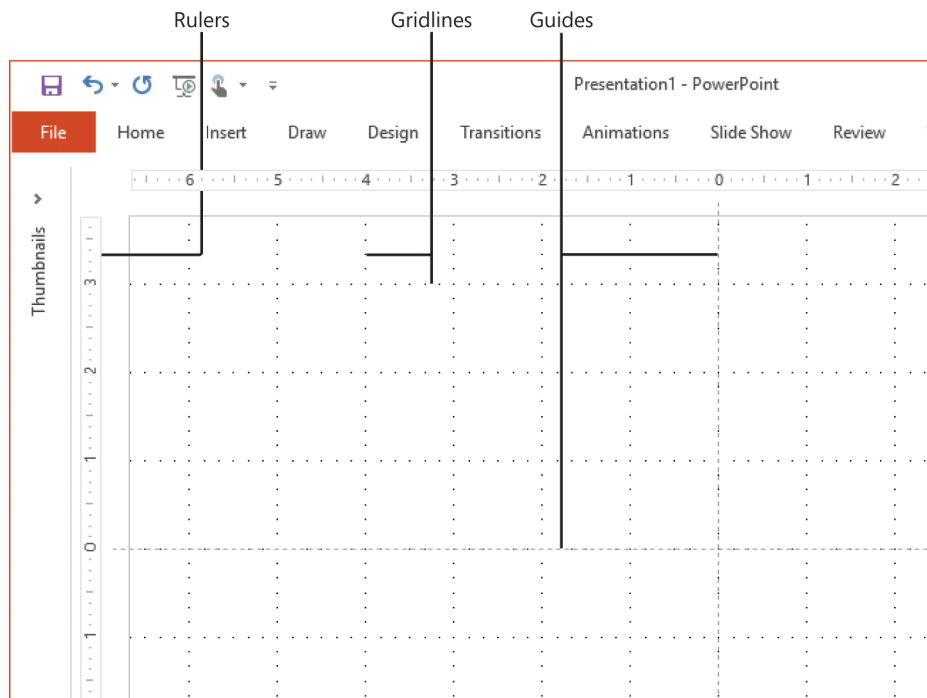 Rulers Gridlines Guides
Presentation1 - PowerPoint
File Home Insert Draw Design Transitions Animations Slide Show Review
6 5 4 3 2 1 0 1 2
Thumbnails
3
2
1
0
1